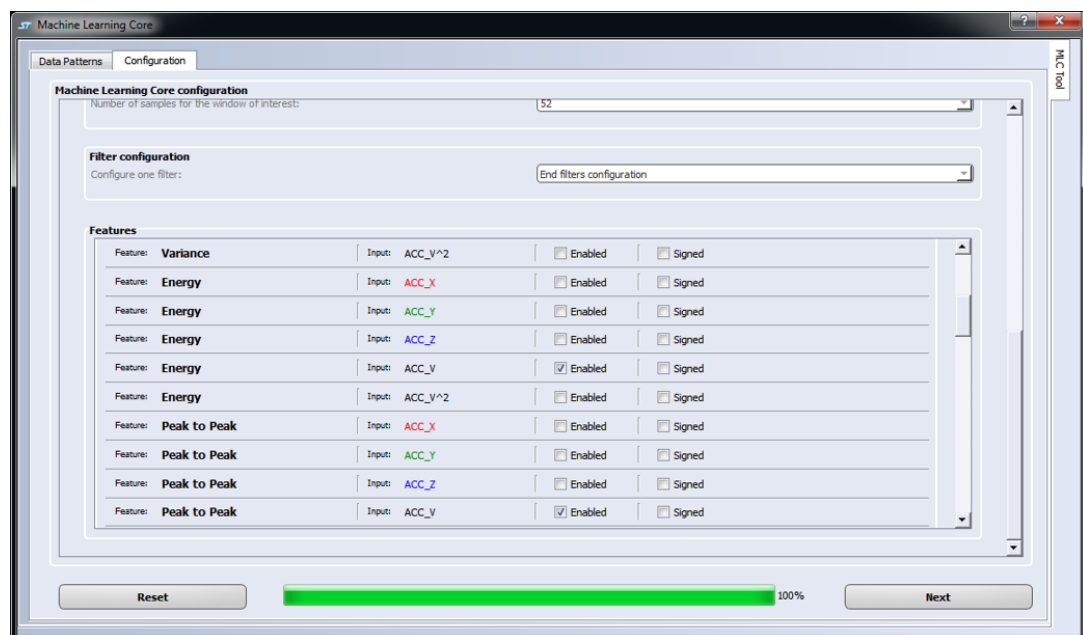 ST Machine Learning Core
Data Patterns Configuration
MLC Tool
Machine Learning Core configuration
Number of samples for the window of interest: 52
Filter configuration
Configure one filter: End filters configuration
Features
Feature: Variance Input: ACC_V^2 Enabled Signed
Feature: Energy Input: ACC_X Enabled Signed
Feature: Energy Input: ACC_Y Enabled Signed
Feature: Energy Input: ACC_Z Enabled Signed
Feature: Energy Input: ACC_V Enabled Signed
Feature: Energy Input: ACC_V^2 Enabled Signed
Feature: Peak to Peak Input: ACC_X Enabled Signed
Feature: Peak to Peak Input: ACC_Y Enabled Signed
Feature: Peak to Peak Input: ACC_Z Enabled Signed
Feature: Peak to Peak Input: ACC_V Enabled Signed
Reset 100% Next